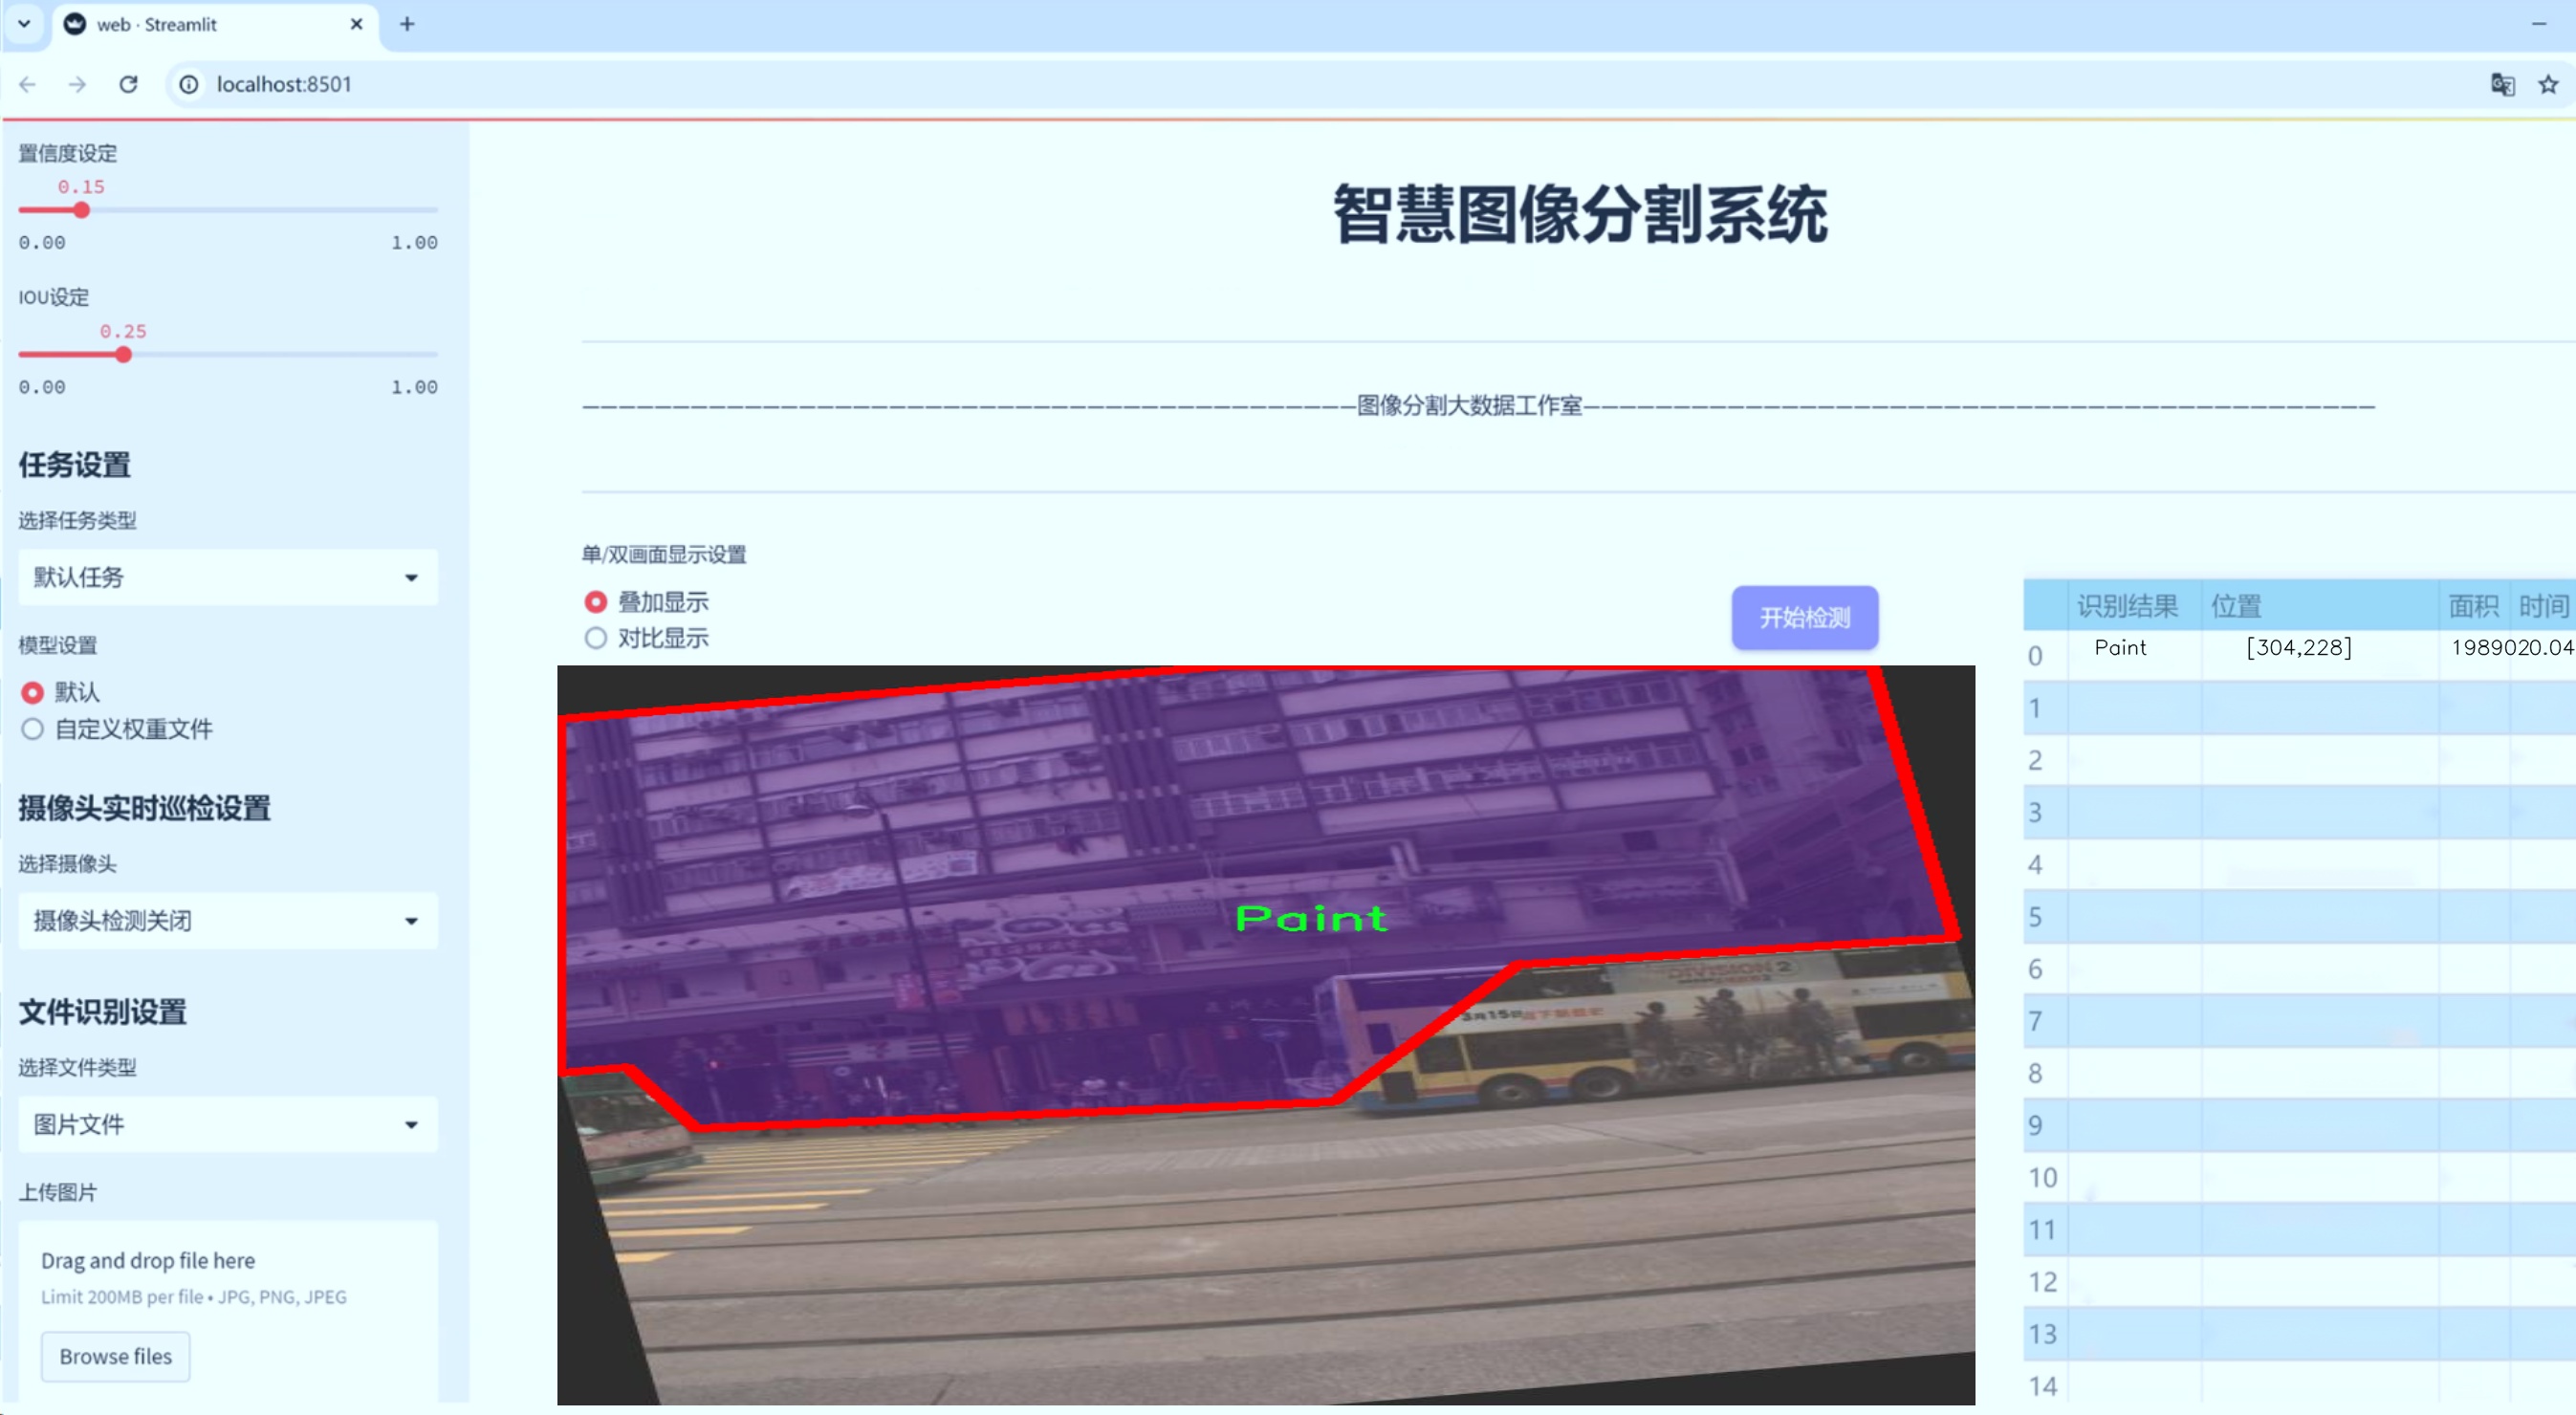 web · Streamlit
localhost:8501
置信度设定
0.15
0.00 1.00
IOU设定
0.25
0.00 1.00
任务设置
选择任务类型
默认任务
模型设置
默认
自定义权重文件
摄像头实时巡检设置
选择摄像头
摄像头检测关闭
文件识别设置
选择文件类型
图片文件
上传图片
Drag and drop file here
Limit 200MB per file • JPG, PNG, JPEG
Browse files
智慧图像分割系统
图像分割大数据工作室
单/双画面显示设置
叠加显示
对比显示
开始检测
Paint
DIVISION 2
3月15日
识别结果 位置 面积 时间
0 Paint [304,228] 1989020.04
1
2
3
4
5
6
7
8
9
10
11
12
13
14